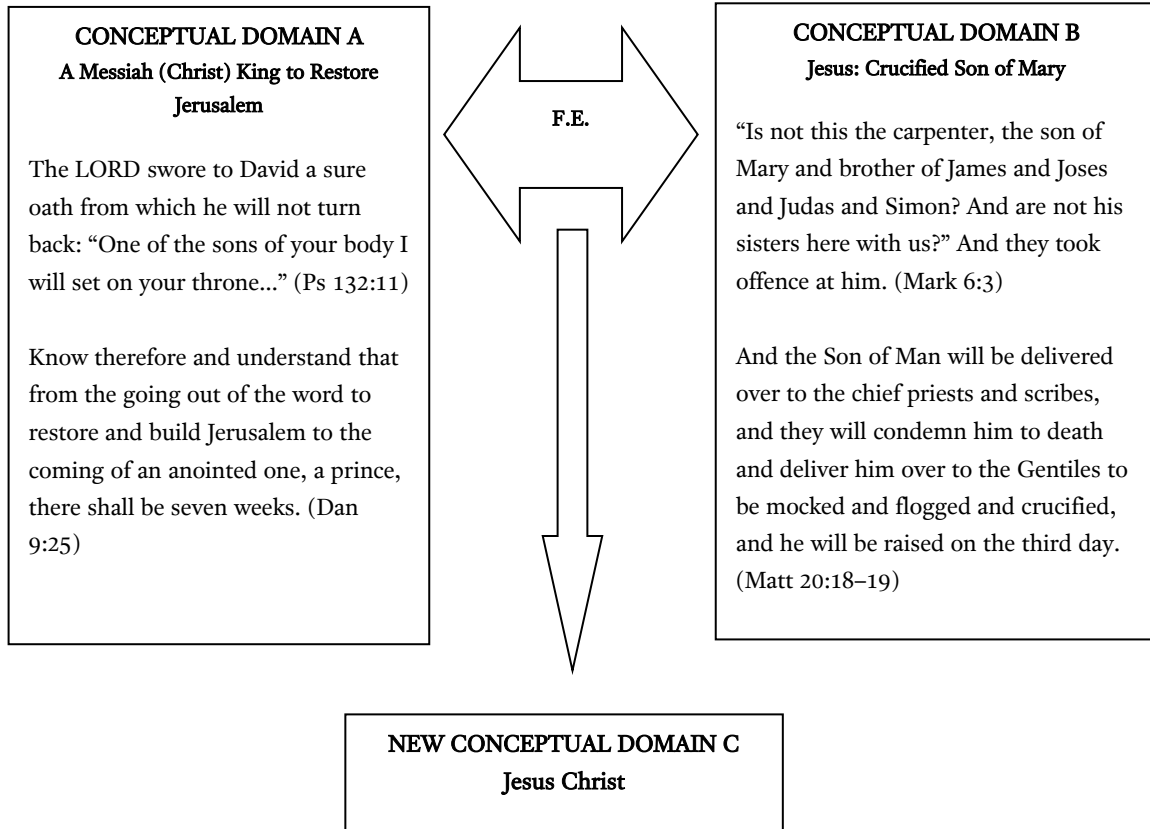 CONCEPTUAL DOMAIN A
A Messiah (Christ) King to Restore
Jerusalem
The LORD swore to David a sure
oath from which he will not turn
back: “One of the sons of your body I
will set on your throne...” (Ps 132:11)
Know therefore and understand that
from the going out of the word to
restore and build Jerusalem to the
coming of an anointed one, a prince,
there shall be seven weeks. (Dan
9:25)
F.E.
CONCEPTUAL DOMAIN B
Jesus: Crucified Son of Mary
“Is not this the carpenter, the son of
Mary and brother of James and Joses
and Judas and Simon? And are not his
sisters here with us?” And they took
offence at him. (Mark 6:3)
And the Son of Man will be delivered
over to the chief priests and scribes,
and they will condemn him to death
and deliver him over to the Gentiles to
be mocked and flogged and crucified,
and he will be raised on the third day.
(Matt 20:18–19)
NEW CONCEPTUAL DOMAIN C
Jesus Christ